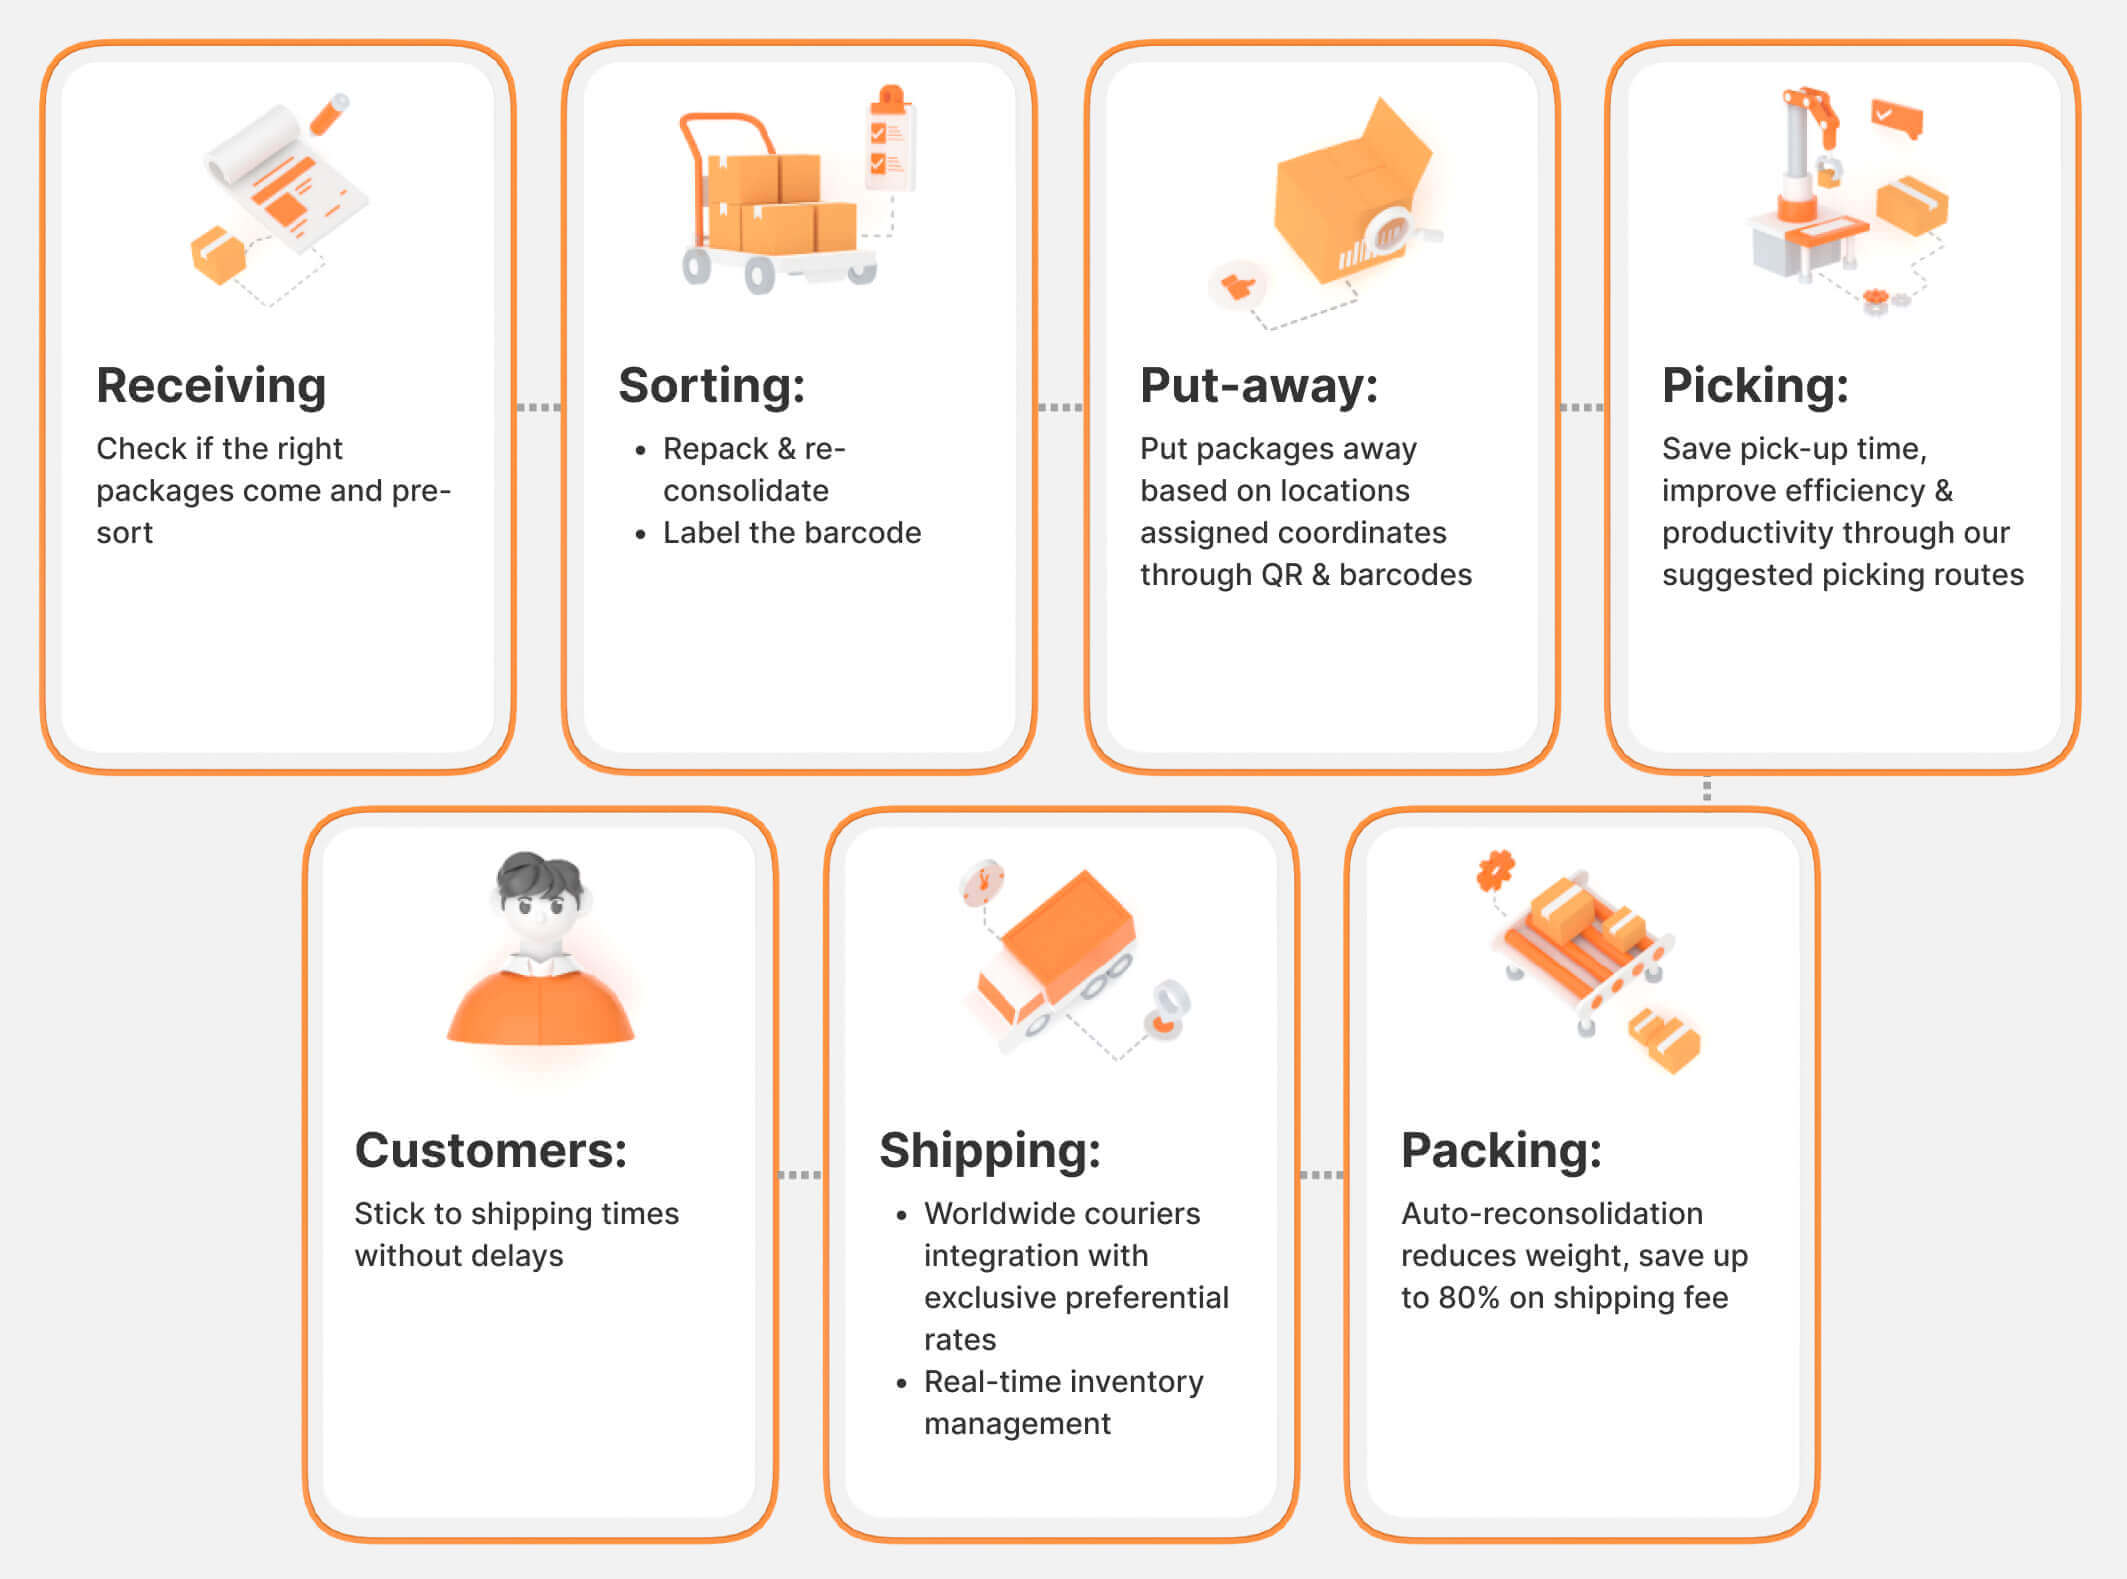 Receiving
Check if the right
packages come and pre-
sort
Sorting:
• Repack & re-
consolidate
• Label the barcode
Put-away:
Put packages away
based on locations
assigned coordinates
through QR & barcodes
Picking:
Save pick-up time,
improve efficiency &
productivity through our
suggested picking routes
Customers:
Stick to shipping times
without delays
Shipping:
• Worldwide couriers
integration with
exclusive preferential
rates
• Real-time inventory
management
Packing:
Auto-reconsolidation
reduces weight, save up
to 80% on shipping fee